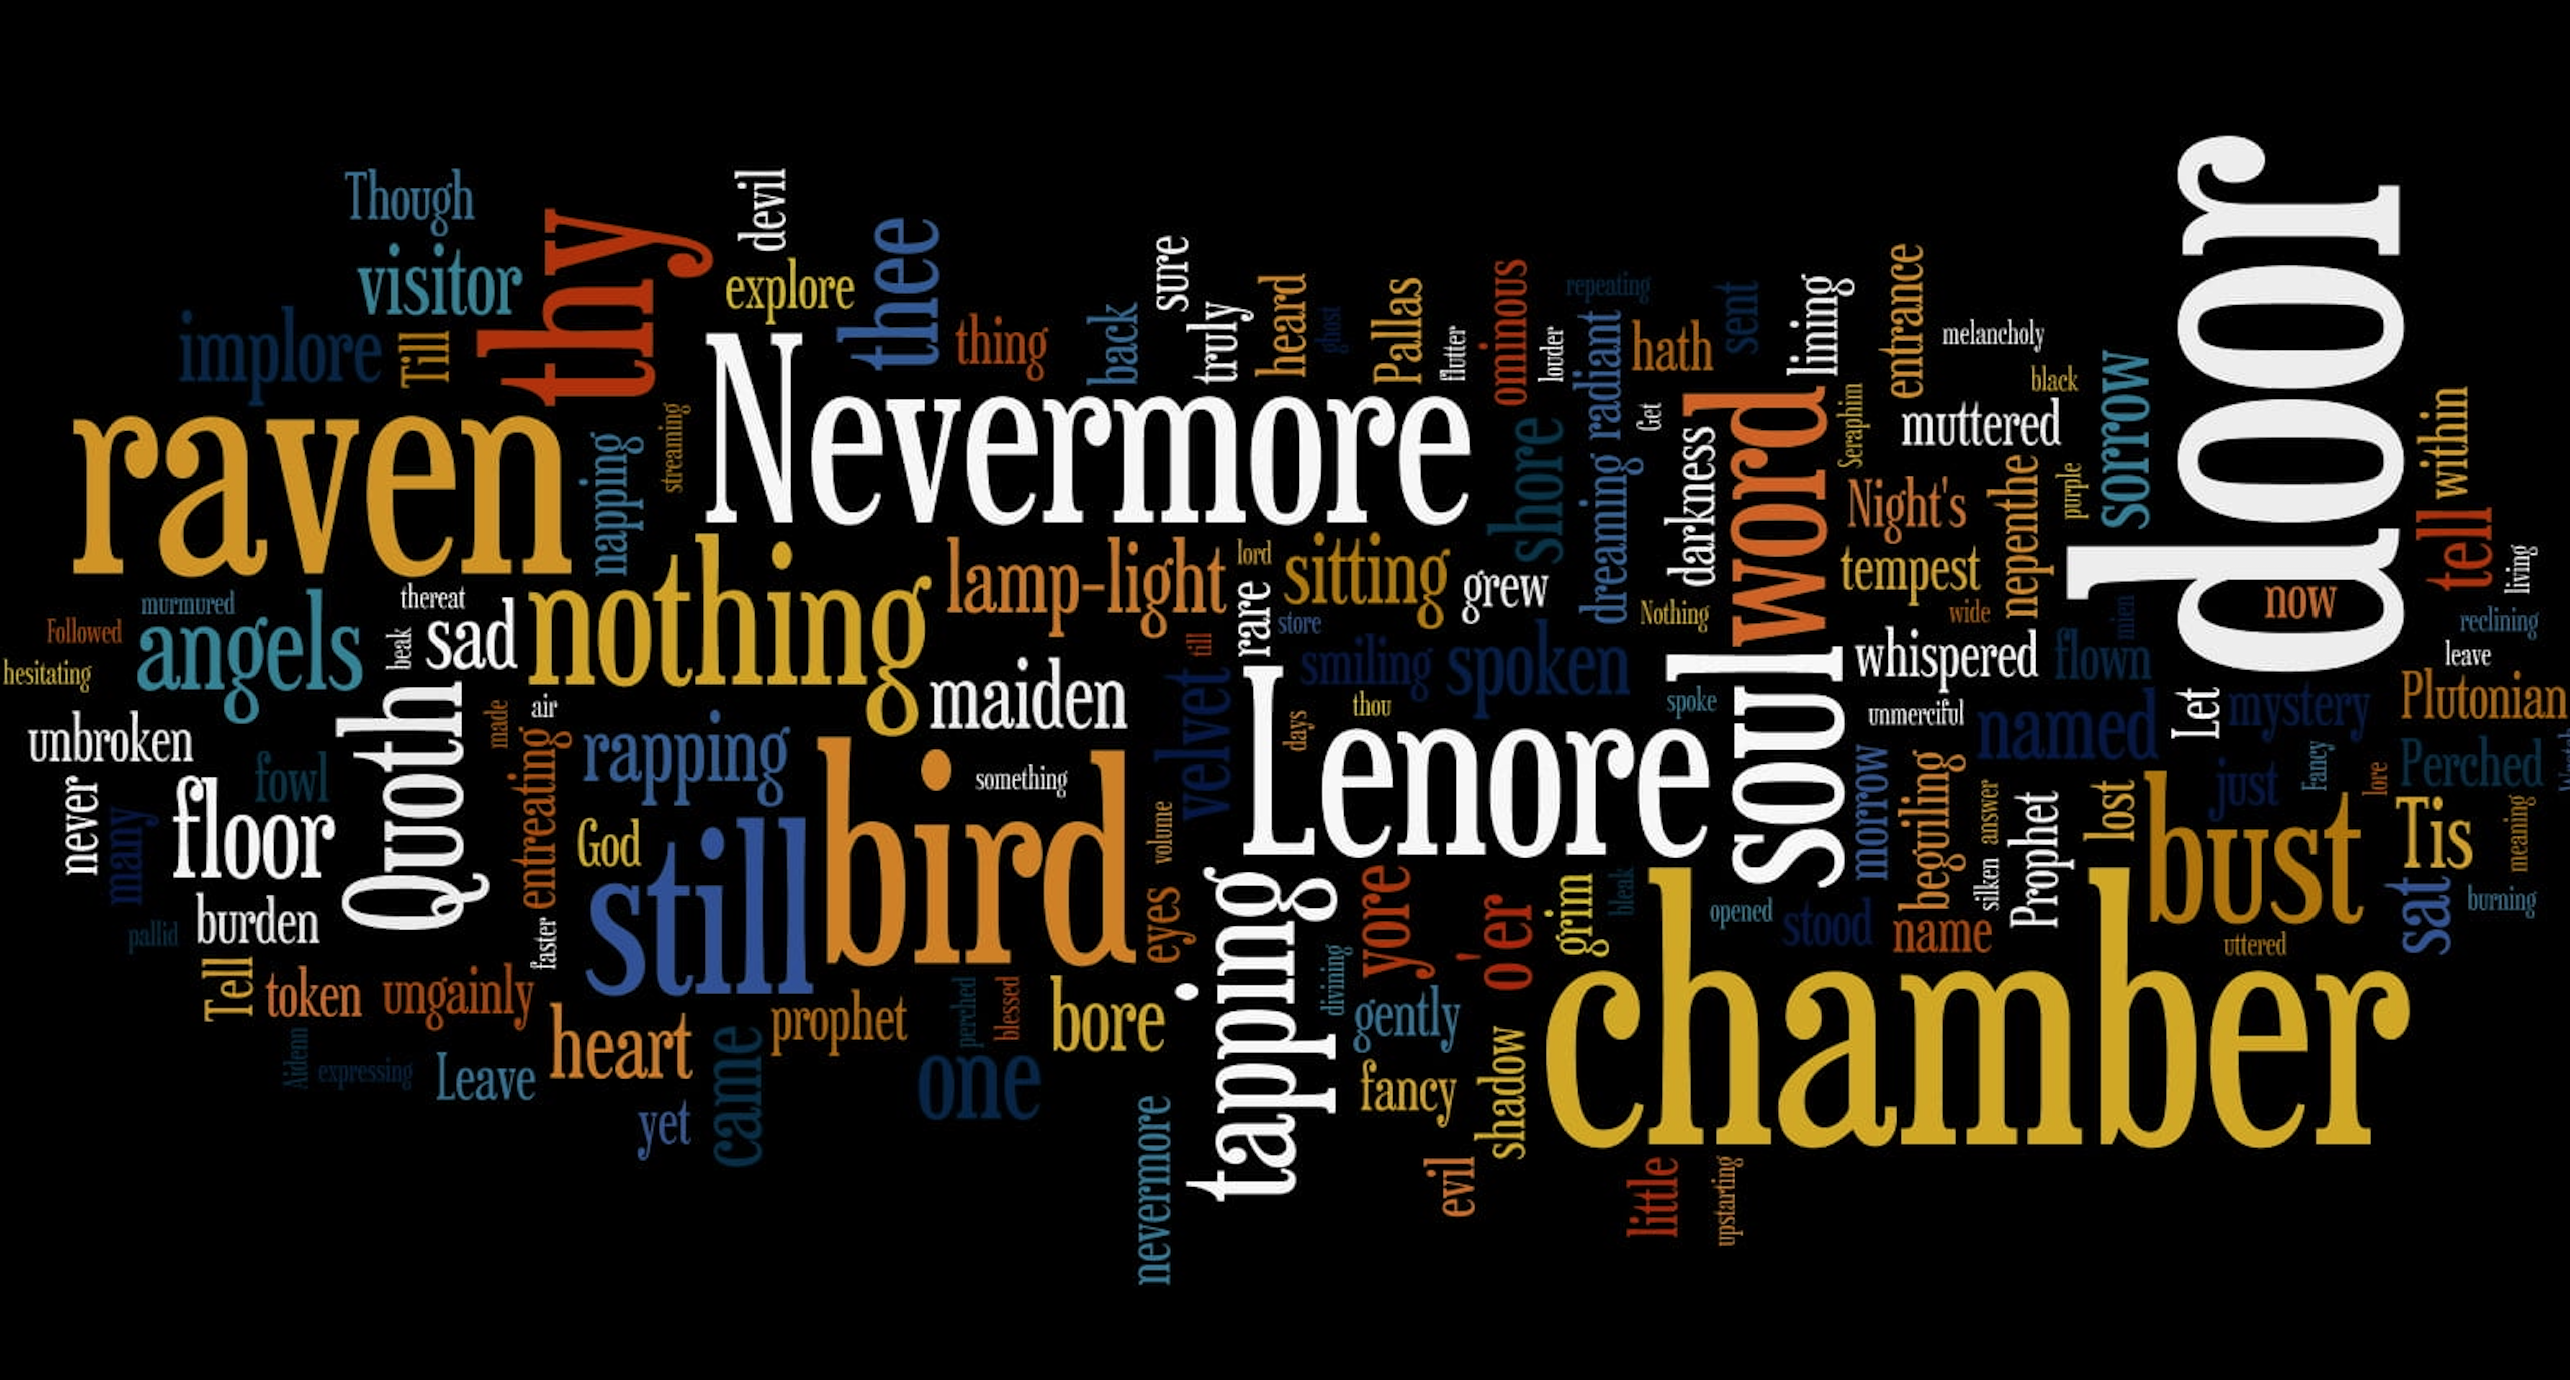 Though
visitor
implore
Till
thy
devil
explore
thee
thing
back
sure
truly
heard
ghost
Pallas
flutter
ominous
louder
repeating
radiant
hath
sent
lining
entrance
melancholy
black
sorrow
door
within
tell
living
raven
napping
streaming
Nevermore
shore
dreaming
Get
darkness
word
Seraphim
muttered
Night's
nepenthe
purple
tempest
wide
now
reclining
leave
Followed
murmured
hesitating
angels
thereat
beak
sad
nothing
lamp-light
lord
sitting
rare
store
grew
Nothing
whispered
flown
mien
mystery
Plutonian
unbroken
fowl
Quoth
made
air
entreating
rapping
maiden
something
till
velvet
smiling
spoken
thou
days
Lenore
spoke
soul
unmerciful
named
Let
just
Fancy
lore
Perched
never
many
floor
God
still
bird
volume
eyes
morrow
beguiling
answer
silken
Prophet
lost
bust
Tis
meaning
sat
burning
pallid
burden
faster
tapping
yore
o'er
grim
bleak
opened
stood
name
uttered
chamber
Tell
token
ungainly
heart
prophet
perched
blessed
bore
divining
gently
fancy
shadow
Aidenn
expressing
Leave
yet
came
one
nevermore
evil
little
upstarting